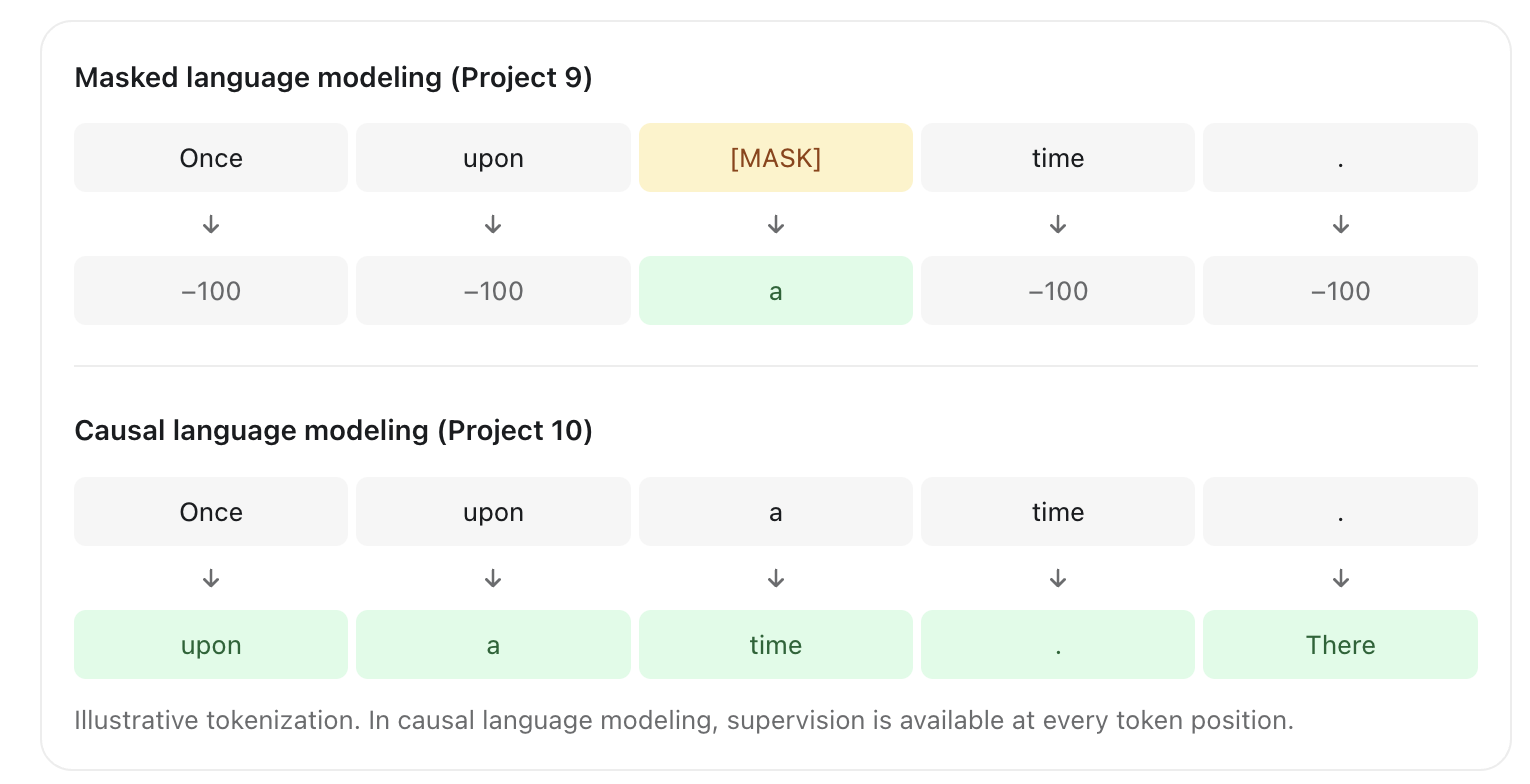 Masked language modeling (Project 9)
Once upon [MASK] time .
↓ ↓ ↓ ↓ ↓
–100 –100 a –100 –100
Causal language modeling (Project 10)
Once upon a time .
↓ ↓ ↓ ↓ ↓
upon a time . There
Illustrative tokenization. In causal language modeling, supervision is available at every token position.